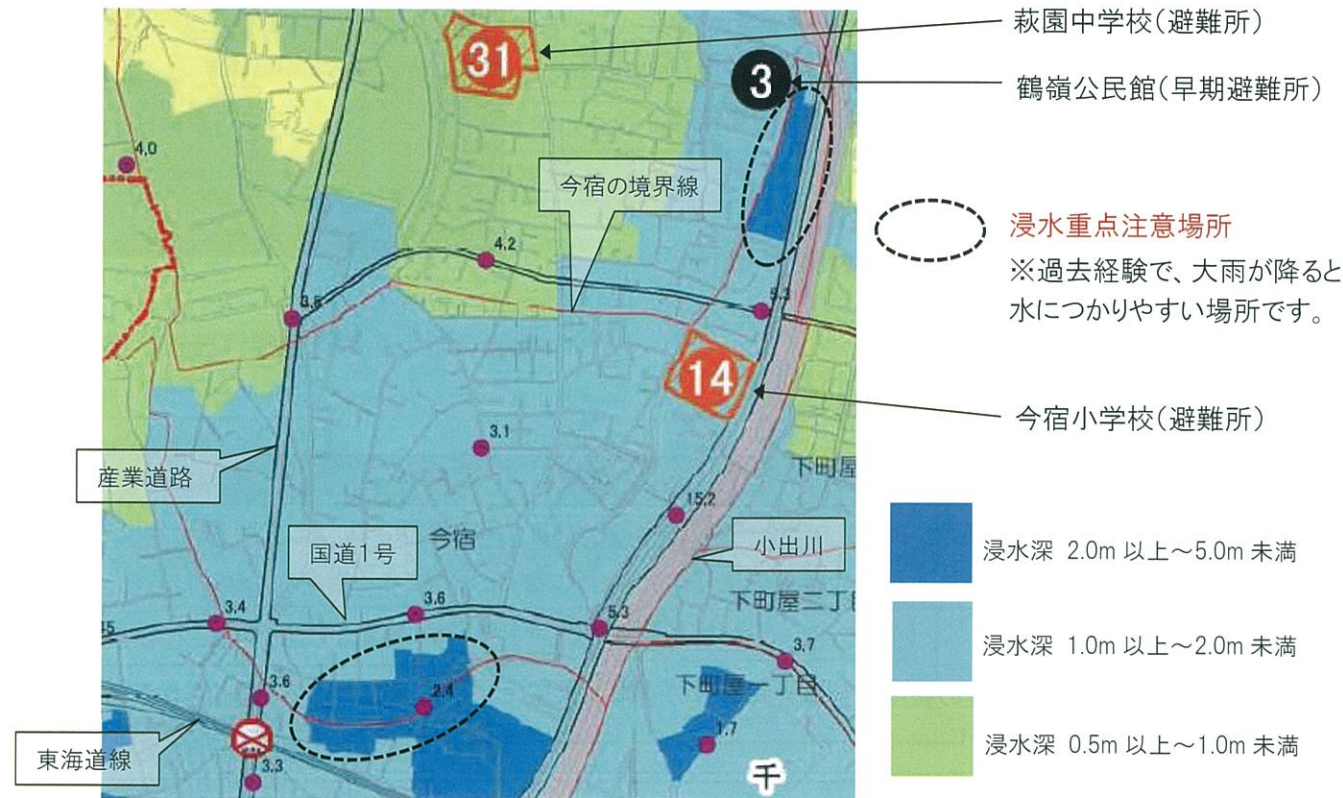 萩園中学校(避難所)
31
3
鶴嶺公民館(早期避難所)
4.0
今宿の境界線
浸水重点注意場所
※過去経験で、大雨が降ると
水につかりやすい場所です。
4.2
3.5
5.3
14
今宿小学校(避難所)
3.1
下町屋
産業道路
15.2
国道1号
今宿
小出川
浸水深 2.0m 以上~5.0m 未満
下町屋二丁目
3.4
3.6
5.3
3.7
浸水深 1.0m 以上~2.0m 未満
下町屋一丁目
3.6
2.4
1.7
東海道線
3.3
千
浸水深 0.5m 以上~1.0m 未満